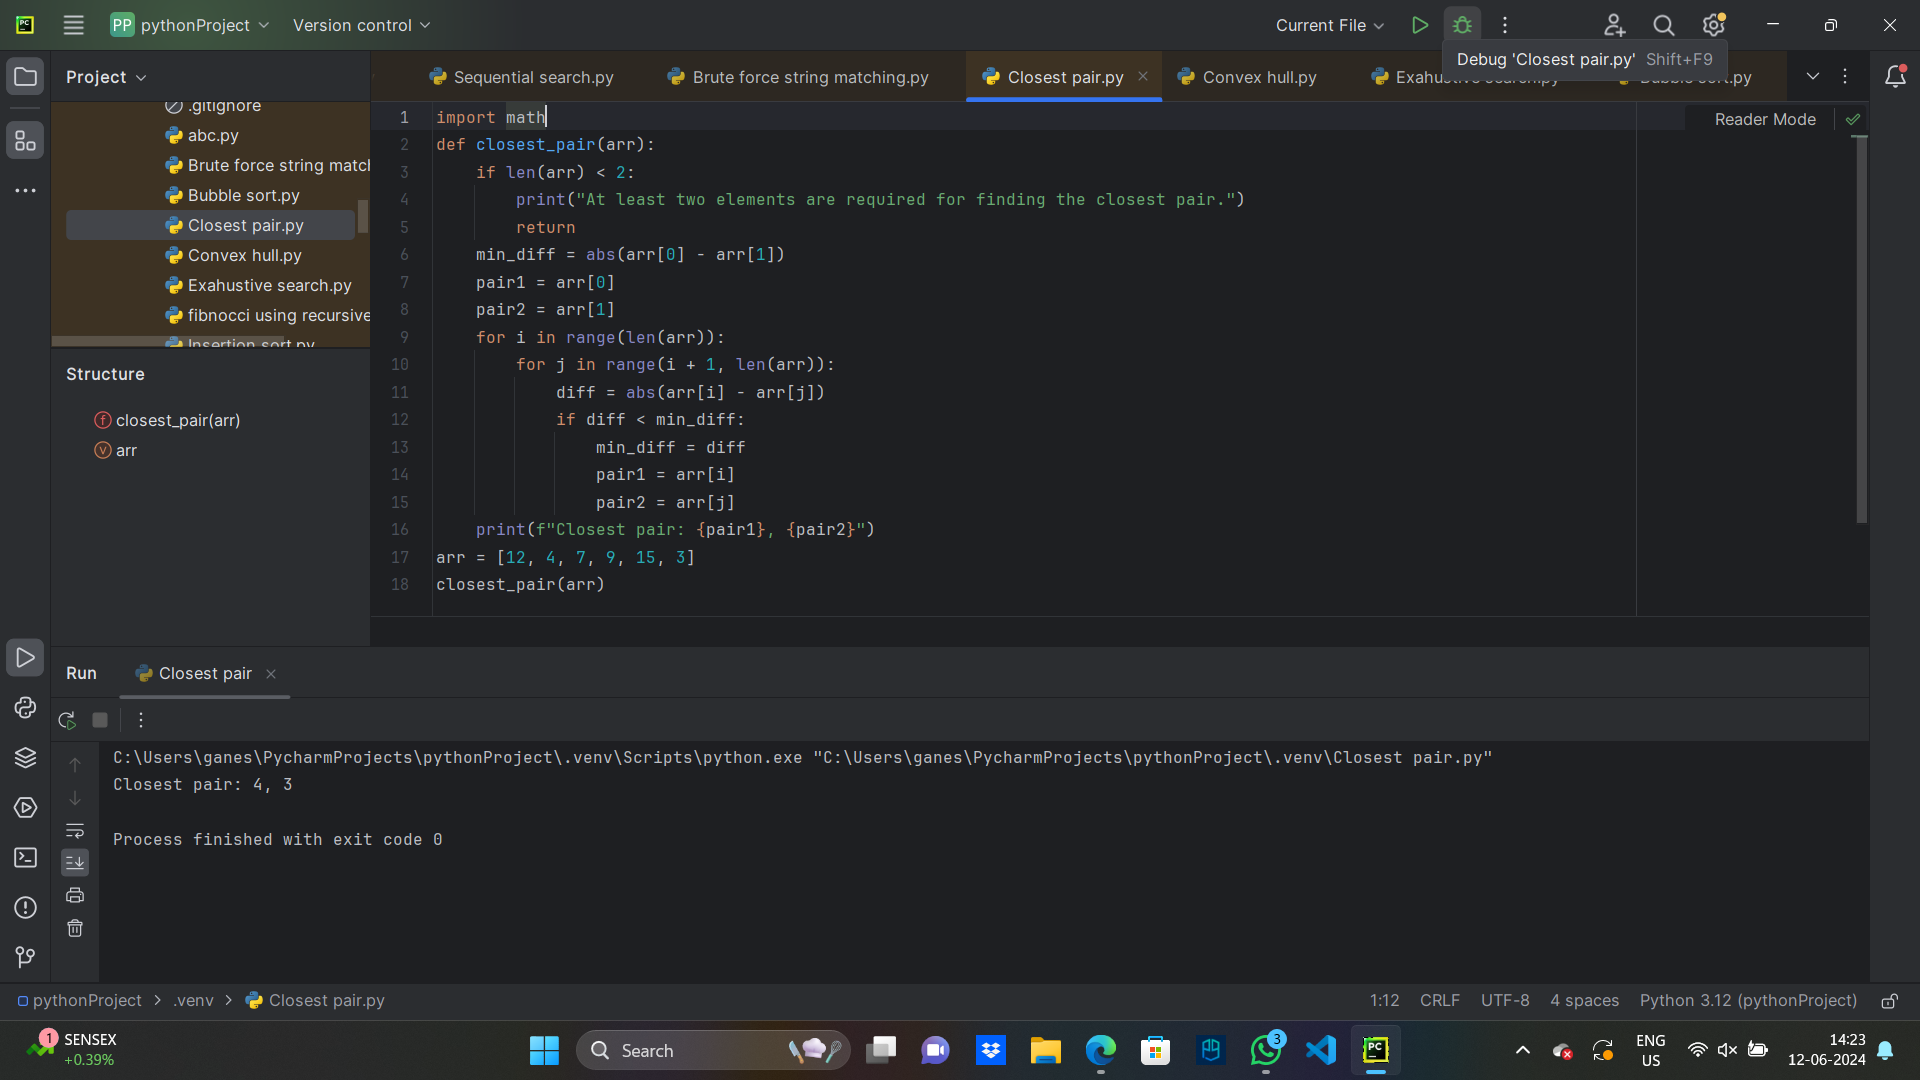 PP pythonProject Version control Current File
Debug 'Closest pair.py' Shift+F9
Project
Sequential search.py Brute force string matching.py Closest pair.py Convex hull.py
.gitignore
abc.py
Brute force string matc
Bubble sort.py
Closest pair.py
Convex hull.py
Exahustive search.py
fibnocci using recursive
Insertion sort.py
Structure
closest_pair(arr)
arr
Reader Mode
1 import math
2 def closest_pair(arr):
3 if len(arr) < 2:
4 print("At least two elements are required for finding the closest pair.")
5 return
6 min_diff = abs(arr[0] - arr[1])
7 pair1 = arr[0]
8 pair2 = arr[1]
9 for i in range(len(arr)):
10 for j in range(i + 1, len(arr)):
11 diff = abs(arr[i] - arr[j])
12 if diff < min_diff:
13 min_diff = diff
14 pair1 = arr[i]
15 pair2 = arr[j]
16 print(f"Closest pair: {pair1}, {pair2}")
17 arr = [12, 4, 7, 9, 15, 3]
18 closest_pair(arr)
Run Closest pair
C:\Users\ganes\PycharmProjects\pythonProject\.venv\Scripts\python.exe "C:\Users\ganes\PycharmProjects\pythonProject\.venv\Closest pair.py"
Closest pair: 4, 3
Process finished with exit code 0
pythonProject > .venv > Closest pair.py 1:12 CRLF UTF-8 4 spaces Python 3.12 (pythonProject)
1 SENSEX
+0.39%
Search
3
PC
ENG
US
14:23
12-06-2024